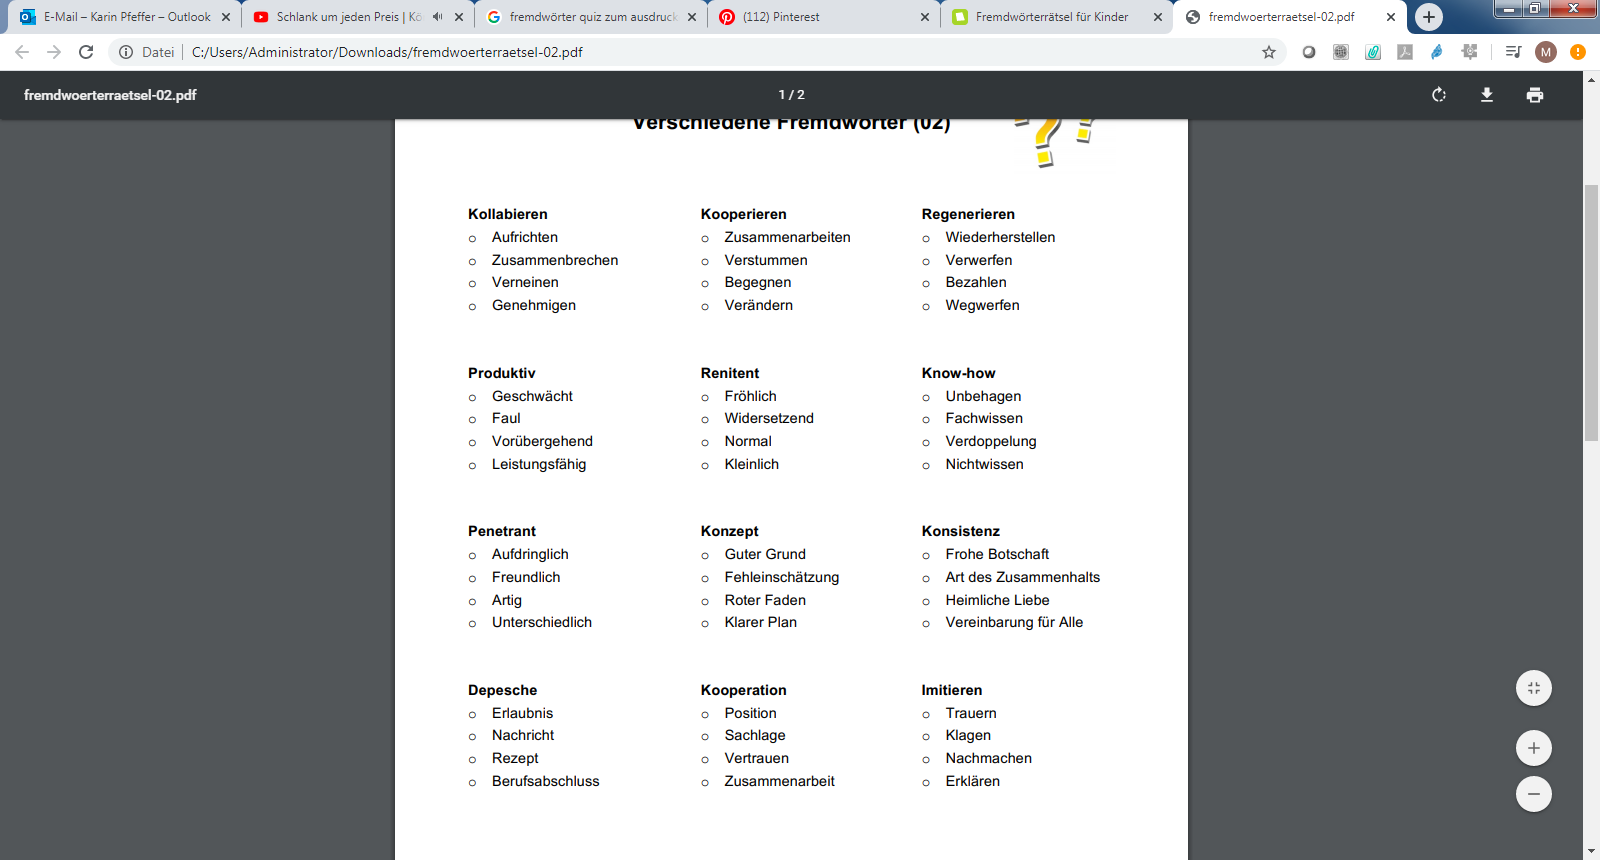 E-Mail – Karin Pfeffer – Outlook
Schlank um jeden Preis | Kö
fremdwörter quiz zum ausdruck
(112) Pinterest
Fremdwörterrätsel für Kinder
fremdwoerterraetsel-02.pdf
Datei
C:/Users/Administrator/Downloads/fremdwoerterraetsel-02.pdf
M
fremdwoerterraetsel-02.pdf
1 / 2
Verschiedene Fremdwörter (02)
Kollabieren
Aufrichten
Zusammenbrechen
Verneinen
Genehmigen
Kooperieren
Zusammenarbeiten
Verstummen
Begegnen
Verändern
Regenerieren
Wiederherstellen
Verwerfen
Bezahlen
Wegwerfen
Produktiv
Geschwächt
Faul
Vorübergehend
Leistungsfähig
Renitent
Fröhlich
Widersetzend
Normal
Kleinlich
Know-how
Unbehagen
Fachwissen
Verdoppelung
Nichtwissen
Penetrant
Aufdringlich
Freundlich
Artig
Unterschiedlich
Konzept
Guter Grund
Fehleinschätzung
Roter Faden
Klarer Plan
Konsistenz
Frohe Botschaft
Art des Zusammenhalts
Heimliche Liebe
Vereinbarung für Alle
Depesche
Erlaubnis
Nachricht
Rezept
Berufsabschluss
Kooperation
Position
Sachlage
Vertrauen
Zusammenarbeit
Imitieren
Trauern
Klagen
Nachmachen
Erklären